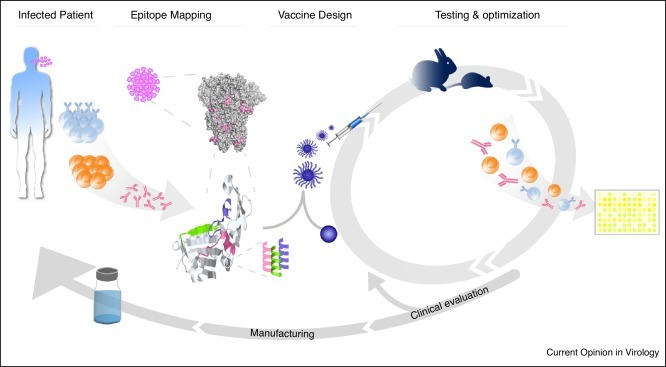 Infected Patient
Epitope Mapping
Vaccine Design
Testing & optimization
Clinical evaluation
Manufacturing
Current Opinion in Virology